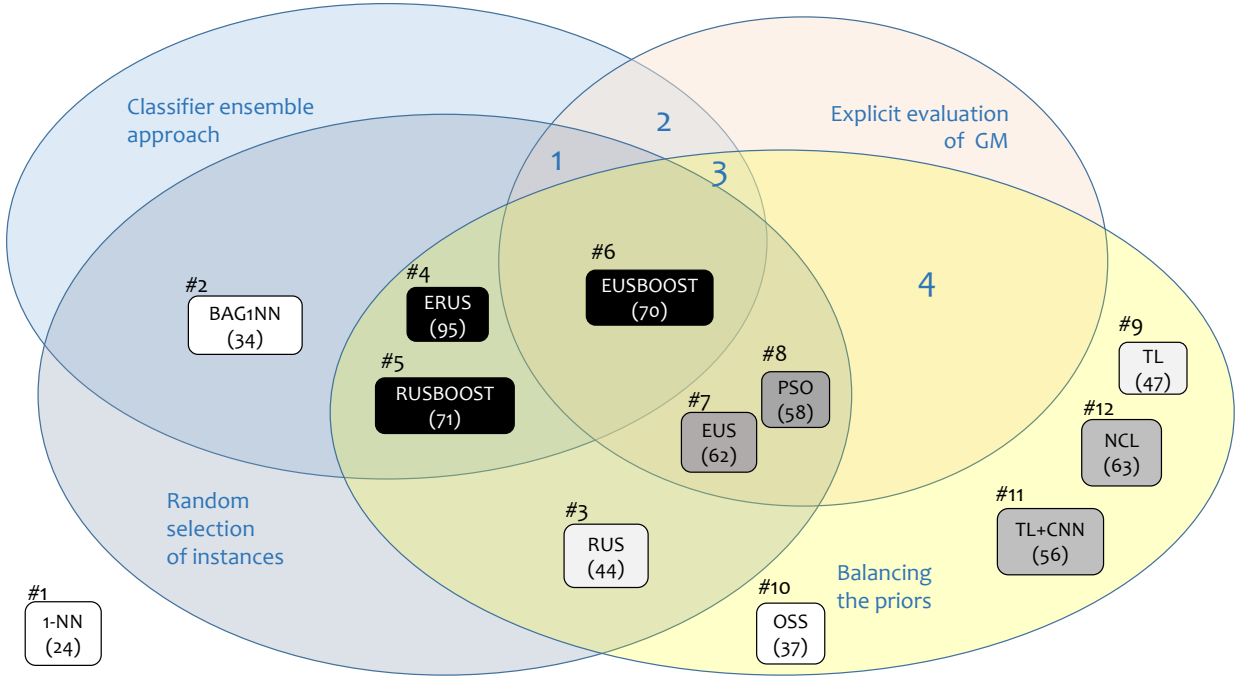 Classifier ensemble
approach
2
Explicit evaluation
of GM
1
3
#2
BAG1NN
(34)
#4
ERUS
(95)
#6
EUSBOOST
(70)
4
#5
RUSBOOST
(71)
#8
PSO
(58)
#9
TL
(47)
#7
EUS
(62)
#12
NCL
(63)
Random
selection
of instances
#3
RUS
(44)
#11
TL+CNN
(56)
Balancing
the priors
#1
1-NN
(24)
#10
OSS
(37)